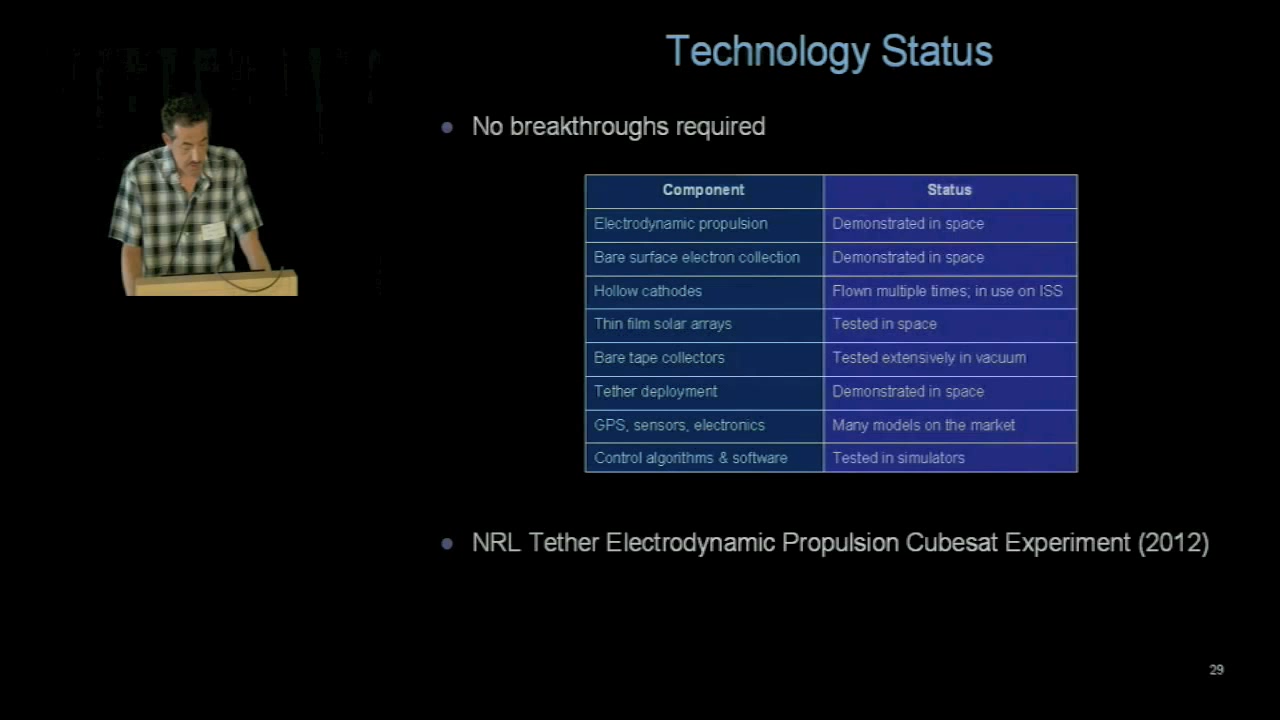 Technology Status
No breakthroughs required
Component Status
Electrodynamic propulsion Demonstrated in space
Bare surface electron collection Demonstrated in space
Hollow cathodes Flown multiple times; in use on ISS
Thin film solar arrays Tested in space
Bare tape collectors Tested extensively in vacuum
Tether deployment Demonstrated in space
GPS, sensors, electronics Many models on the market
Control algorithms & software Tested in simulators
NRL Tether Electrodynamic Propulsion Cubesat Experiment (2012)
29